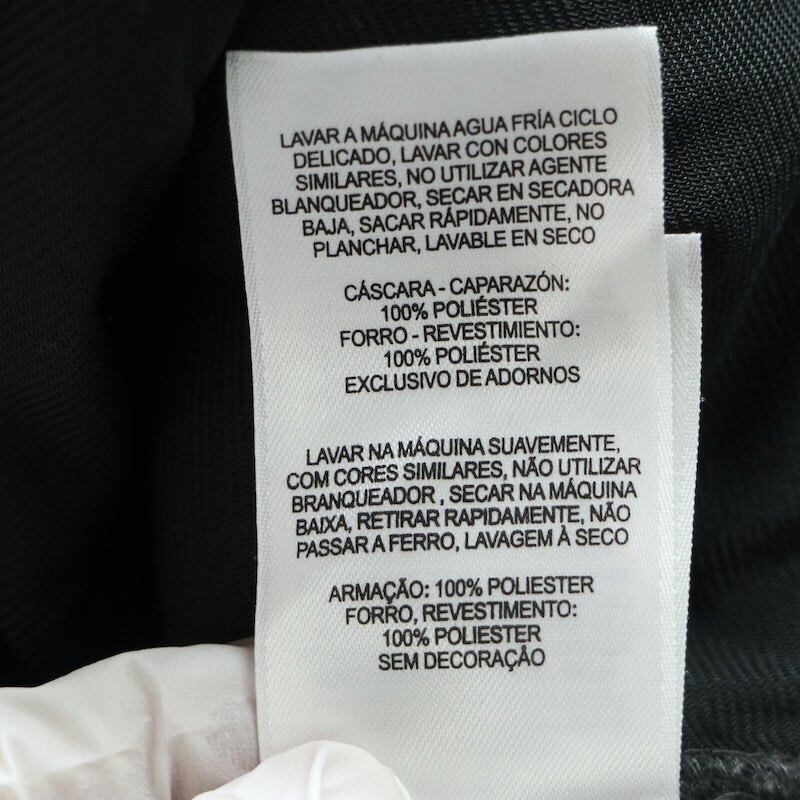 LAVAR A MÁQUINA AGUA FRÍA CICLO
DELICADO, LAVAR CON COLORES
SIMILARES, NO UTILIZAR AGENTE
BLANQUEADOR, SECAR EN SECADORA
BAJA, SACAR RÁPIDAMENTE, NO
PLANCHAR, LAVABLE EN SECO
CÁSCARA - CAPARAZÓN:
100% POLIÉSTER
FORRO - REVESTIMIENTO:
100% POLIÉSTER
EXCLUSIVO DE ADORNOS
LAVAR NA MÁQUINA SUAVEMENTE,
COM CORES SIMILARES, NÃO UTILIZAR
BRANQUEADOR , SECAR NA MÁQUINA
BAIXA, RETIRAR RAPIDAMENTE, NÃO
PASSAR A FERRO, LAVAGEM À SECO
ARMAÇÃO: 100% POLIESTER
FORRO, REVESTIMENTO:
100% POLIESTER
SEM DECORAÇÃO